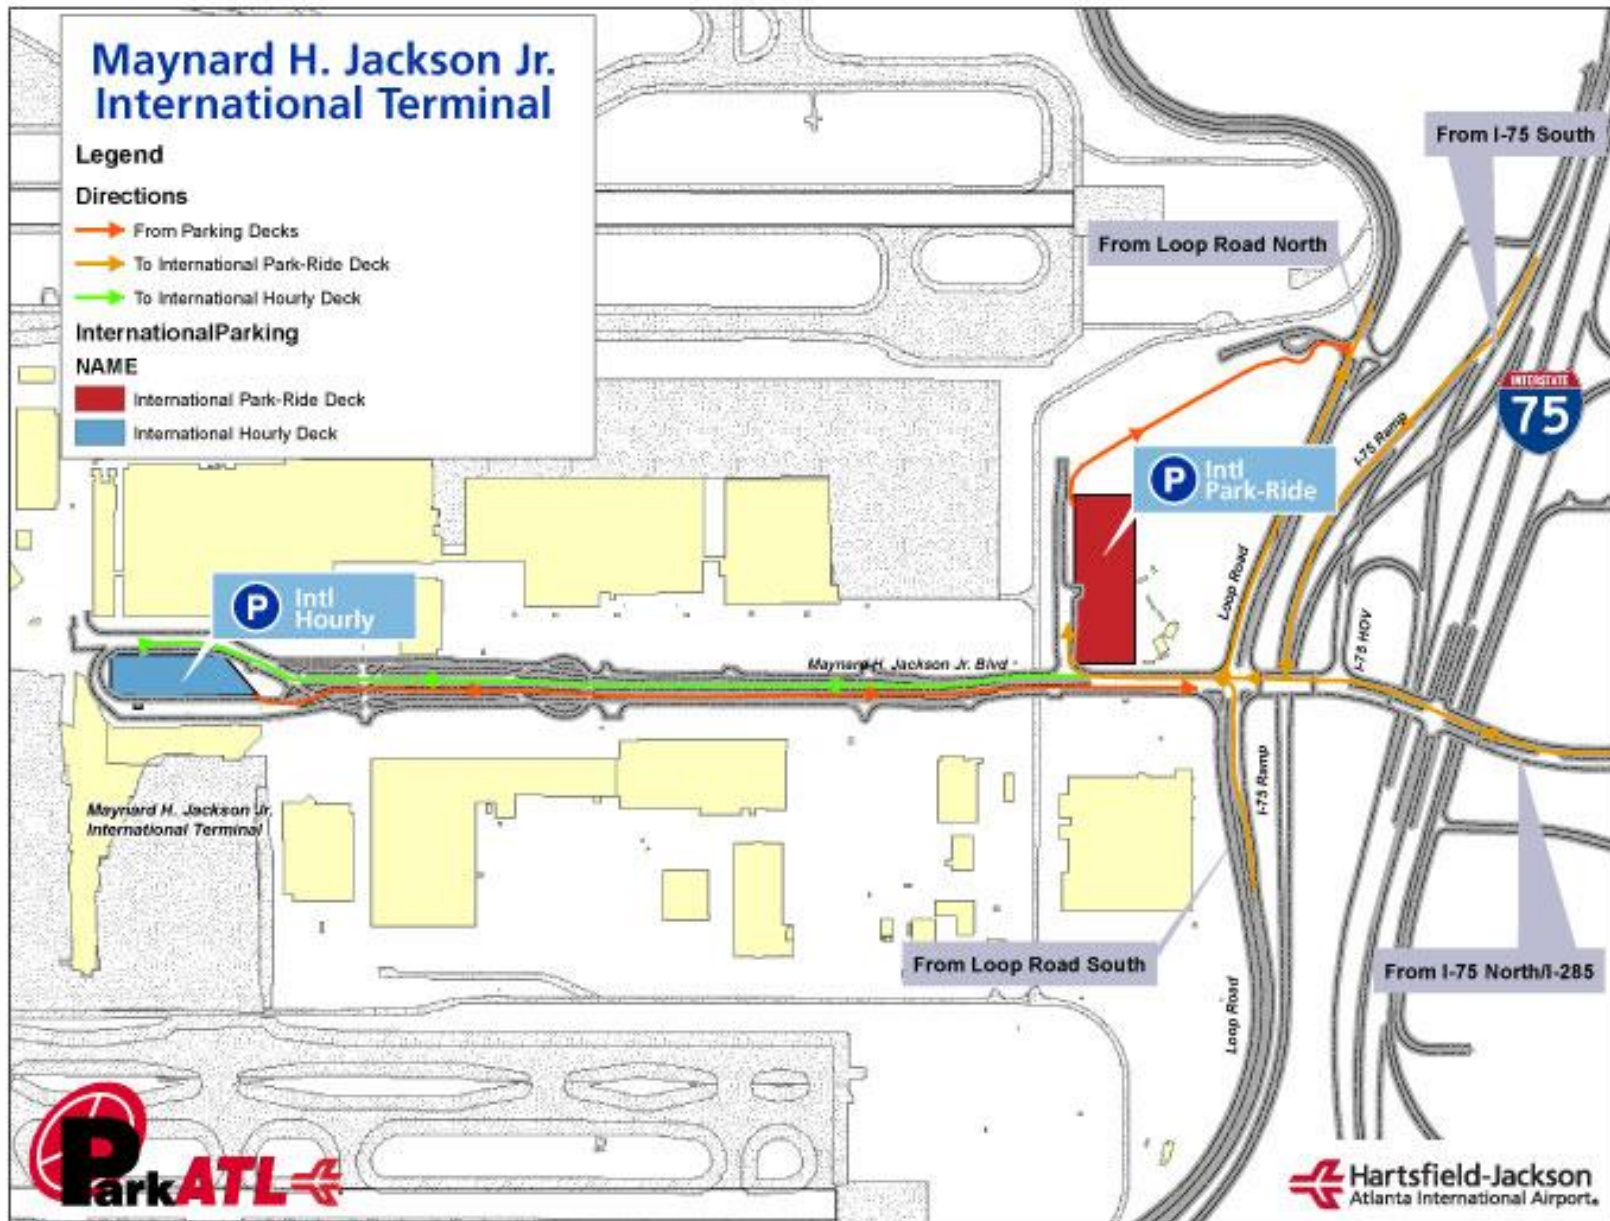 Maynard H. Jackson Jr.
International Terminal
Legend
Directions
From Parking Decks
To International Park-Ride Deck
To International Hourly Deck
InternationalParking
NAME
International Park-Ride Deck
International Hourly Deck
From I-75 South
From Loop Road North
INTERSTATE
75
I-75 Ramp
P
Intl
Park-Ride
Loop Road
P
Intl
Hourly
I-75 HOV
Maynard H. Jackson Jr. Blvd
I-75 Ramp
Maynard H. Jackson Jr.
International Terminal
From Loop Road South
From I-75 North/I-285
Loop Road
ParkATL
Hartsfield-Jackson
Atlanta International Airport